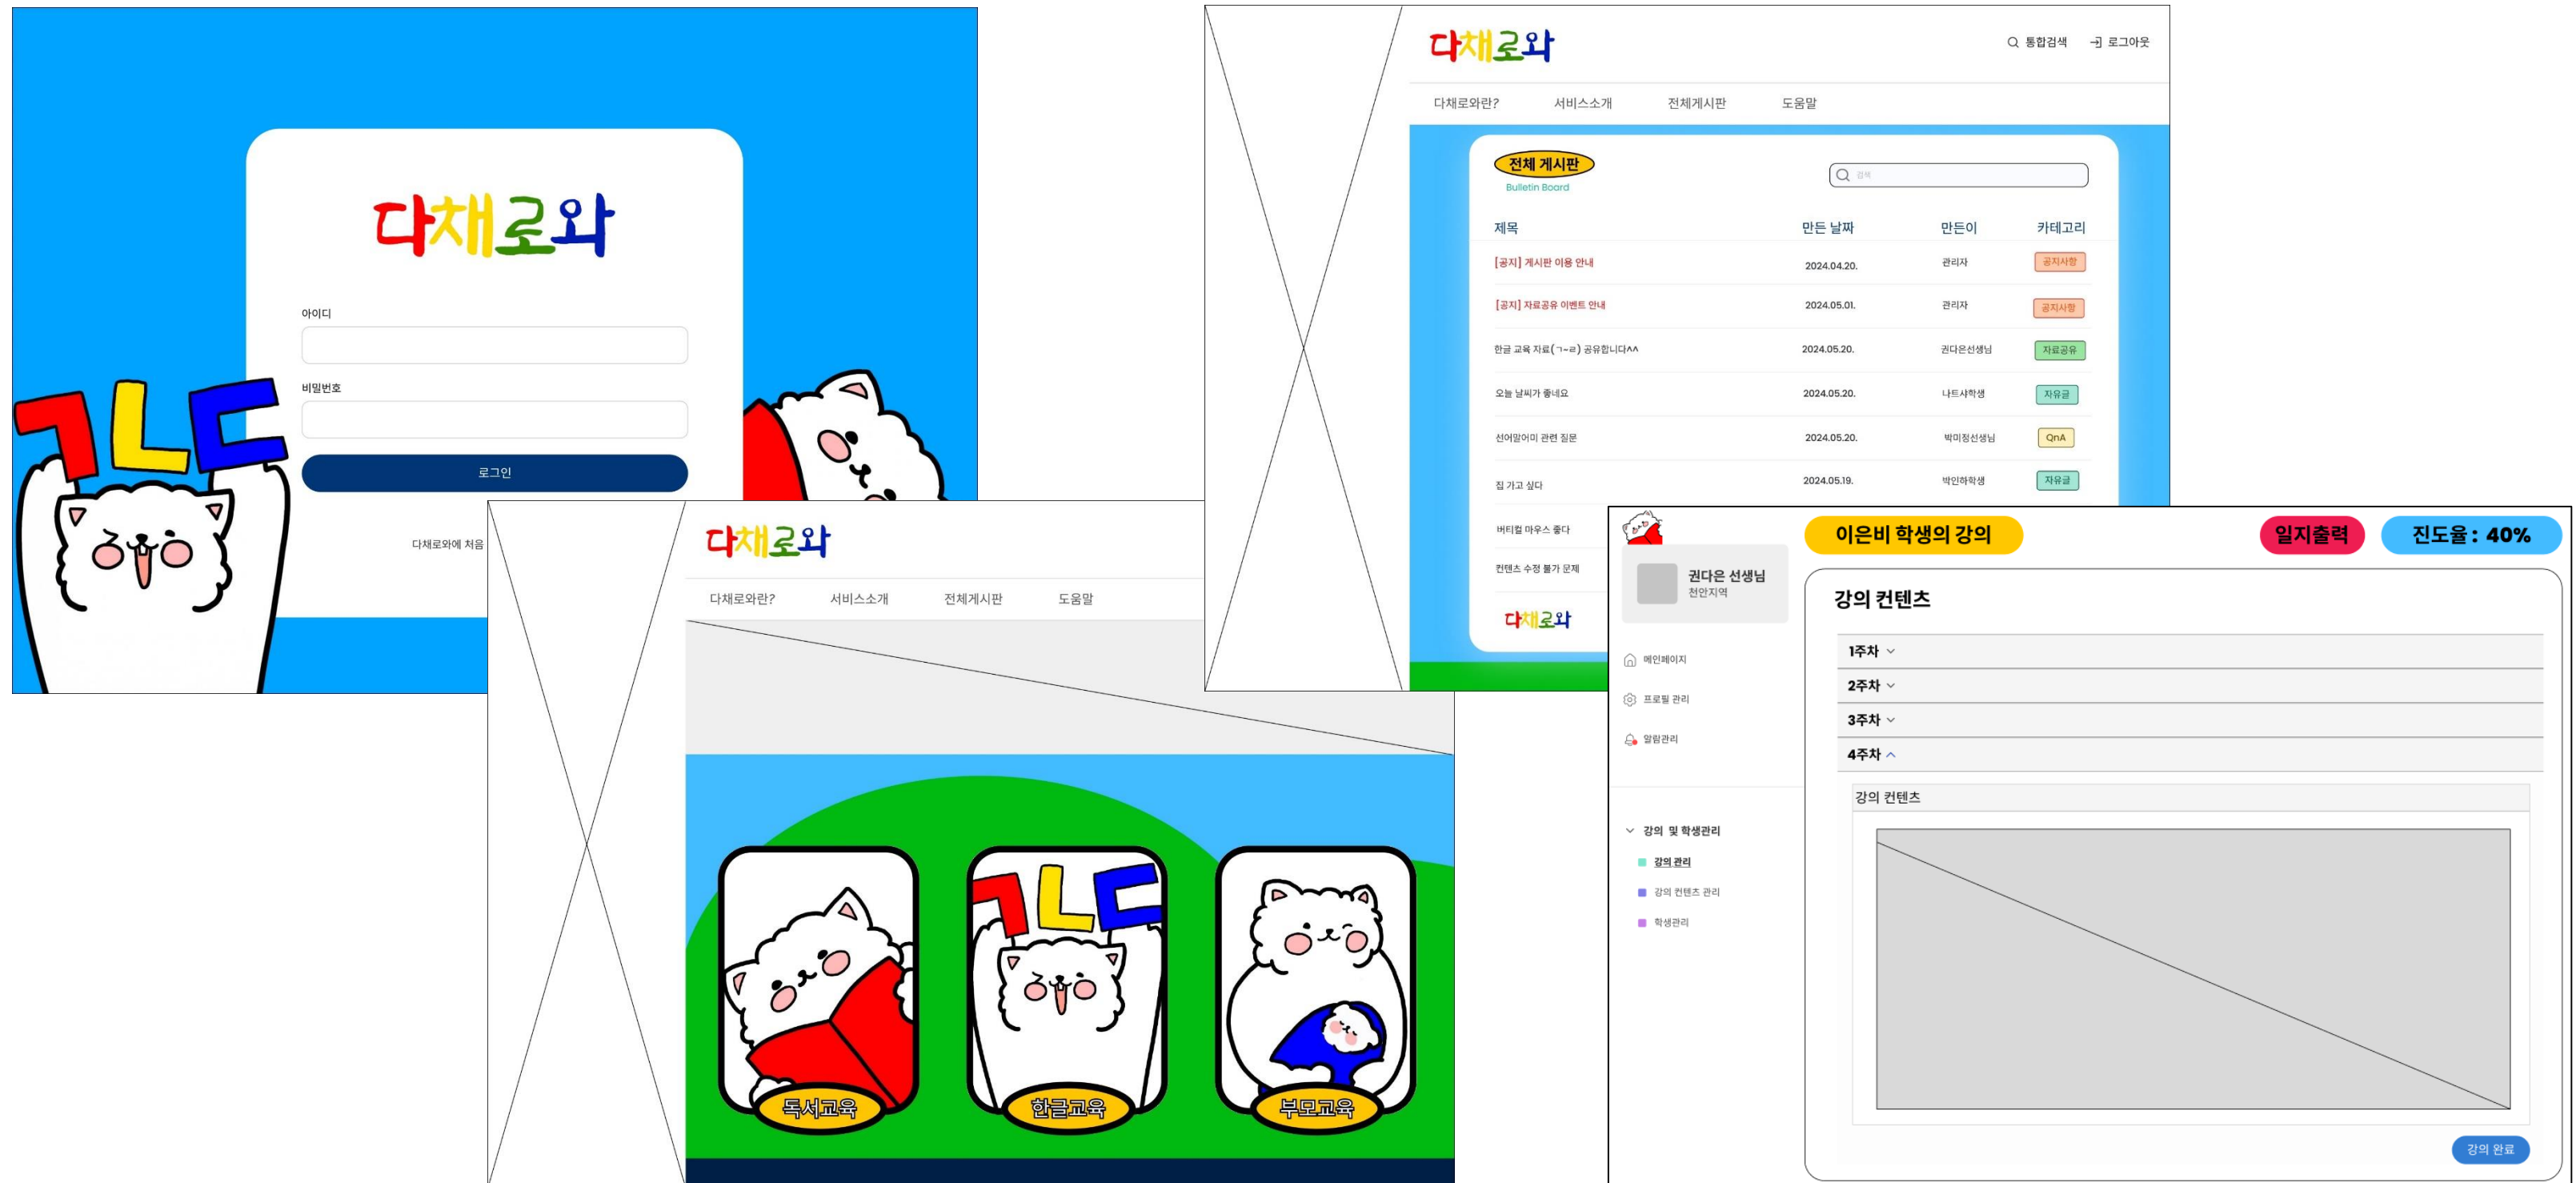 다채로와
아이디
비밀번호
로그인
다채로와에 처음
ㄱㄴㄷ
다채로와
통합검색 로그아웃
다채로와란? 서비스소개 전체게시판 도움말
전체 게시판
Bulletin Board
검색
제목 만든 날짜 만든이 카테고리
[공지] 게시판 이용 안내 2024.04.20. 관리자 공지사항
[공지] 자료공유 이벤트 안내 2024.05.01. 관리자 공지사항
한글 교육 자료(ㄱ~ㄹ) 공유합니다^^ 2024.05.20. 권다은선생님 자료공유
오늘 날씨가 좋네요 2024.05.20. 나트샤학생 자유글
선어말어미 관련 질문 2024.05.20. 박미정선생님 QnA
집 가고 싶다 2024.05.19. 박인하학생 자유글
버티컬 마우스 좋다
컨텐츠 수정 불가 문제
다채로와
다채로와
다채로와란? 서비스소개 전체게시판 도움말
ㄱㄴㄷ
독서교육 한글교육 부모교육
이은비 학생의 강의 일지출력 진도율 : 40%
권다은 선생님
천안지역
메인페이지
프로필 관리
알람관리
강의 및 학생관리
강의 관리
강의 컨텐츠 관리
학생관리
강의 컨텐츠
1주차
2주차
3주차
4주차
강의 컨텐츠
강의 완료